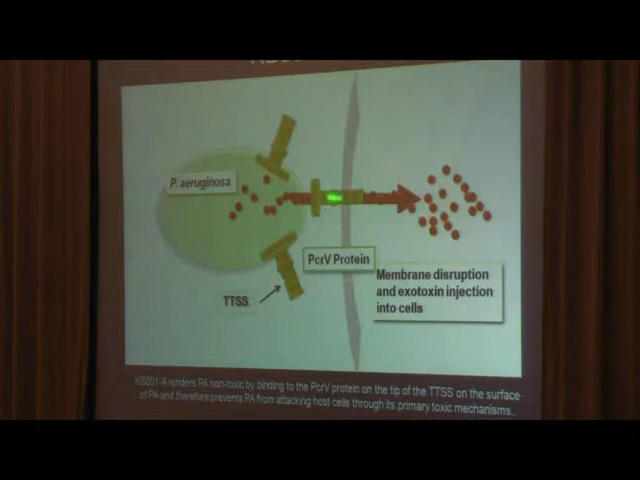 P. aeruginosa
PcrV Protein
Membrane disruption
and exotoxin injection
into cells
TTSS
KB001-A renders PA non-toxic by binding to the PcrV protein on the tip of the TTSS on the surface
of PA and therefore prevents PA from attacking host cells through its primary toxic mechanisms.